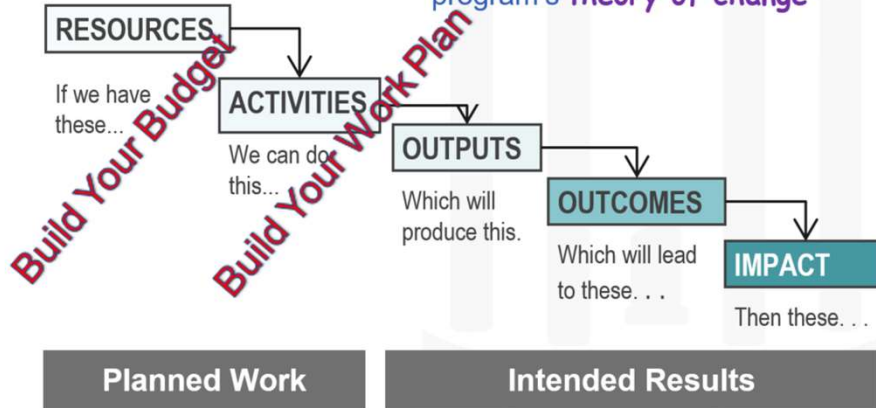 program's Theory of Change
RESOURCES
If we have
these...
ACTIVITIES
We can do
this...
OUTPUTS
Which will
produce this.
OUTCOMES
Which will lead
to these. . .
IMPACT
Then these. . .
Build Your Budget
Build Your Work Plan
Planned Work
Intended Results